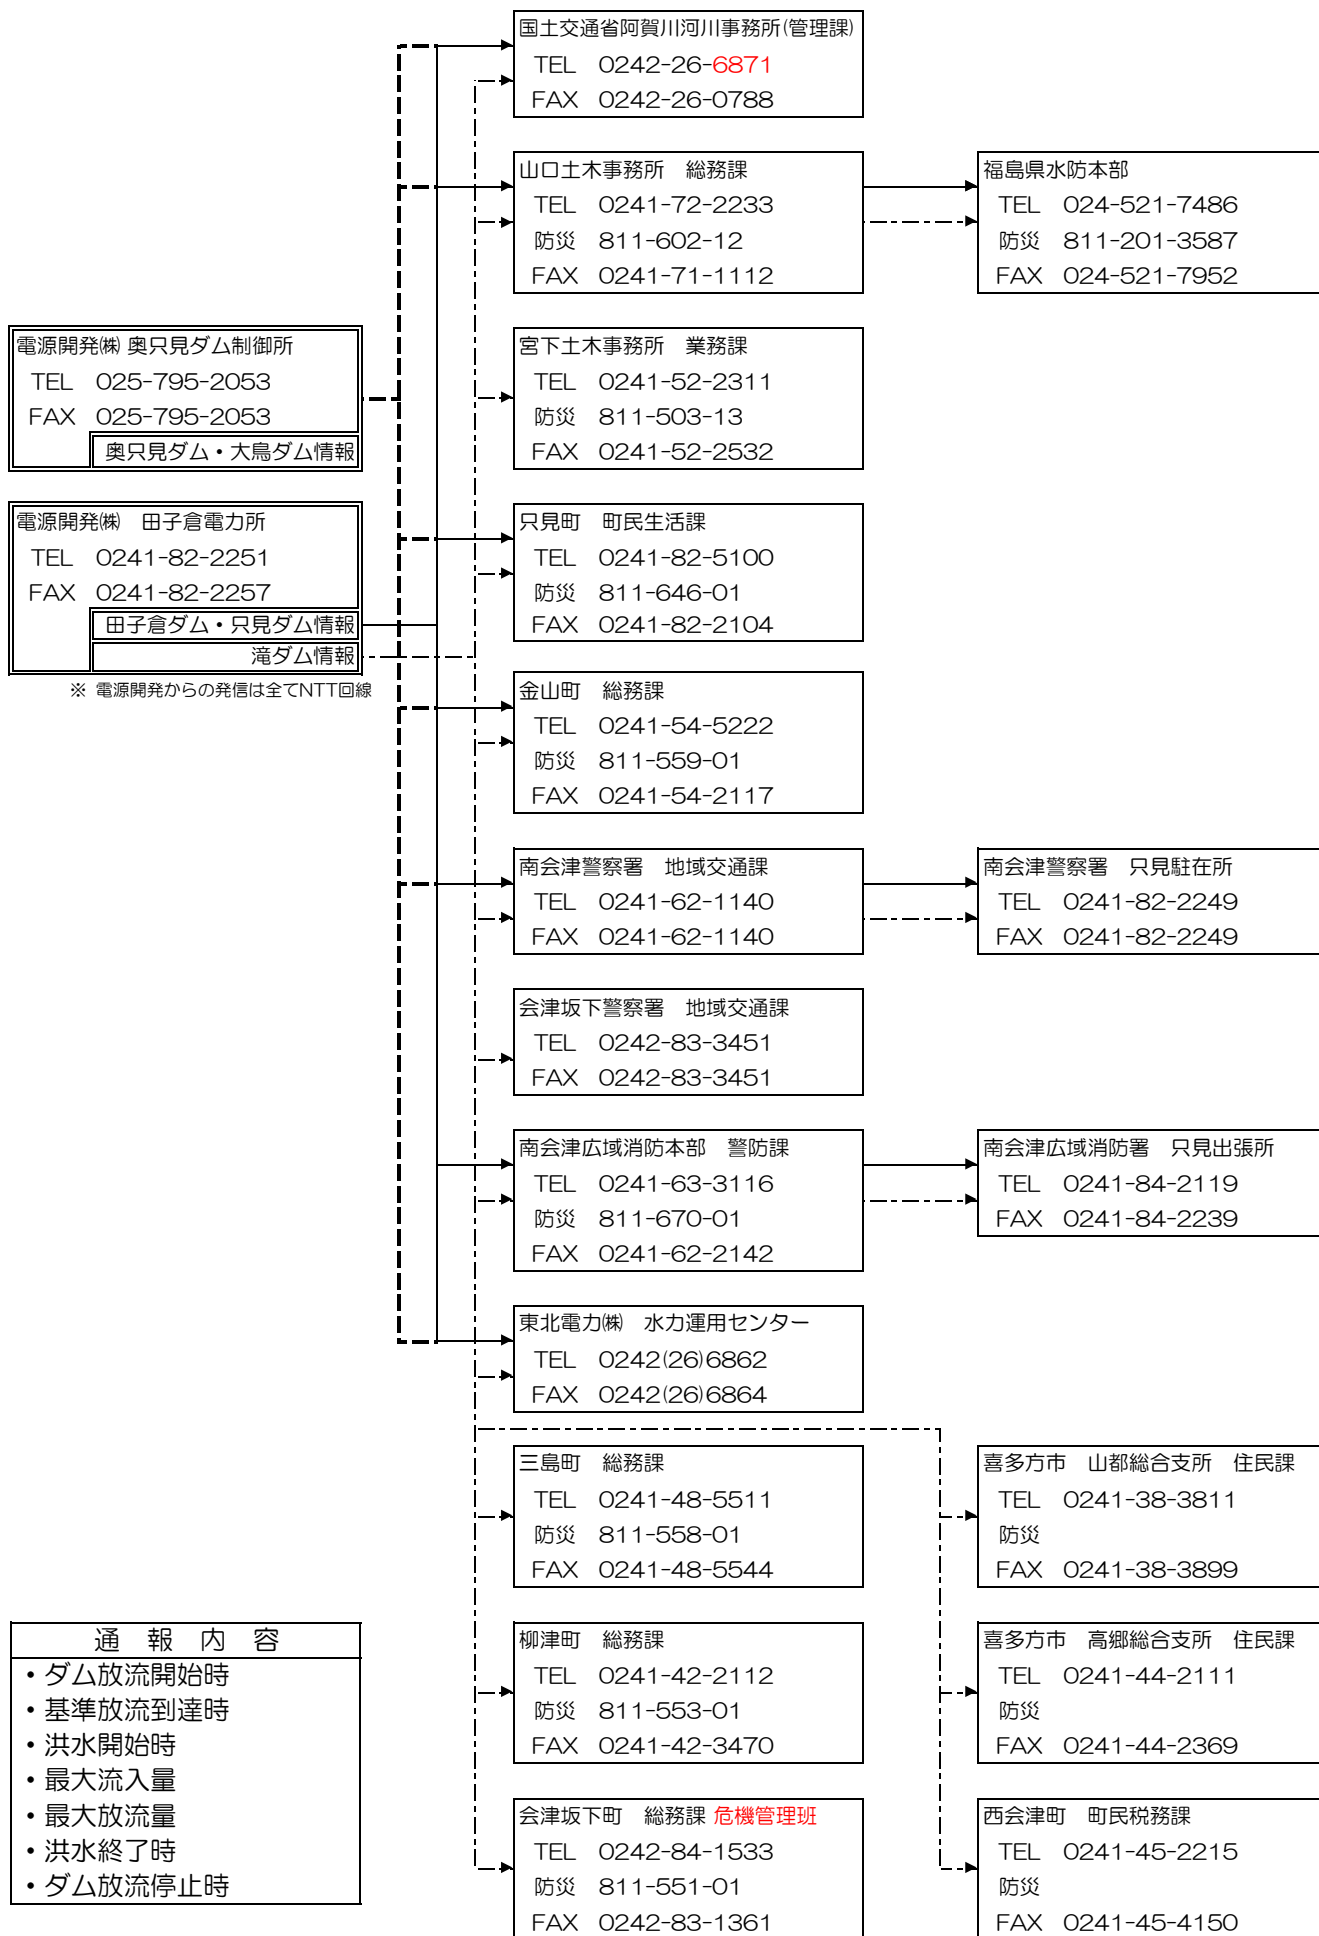 国土交通省阿賀川河川事務所(管理課)
TEL 0242-26-6871
FAX 0242-26-0788
山口土木事務所 総務課
TEL 0241-72-2233
防災 811-602-12
FAX 0241-71-1112
福島県水防本部
TEL 024-521-7486
防災 811-201-3587
FAX 024-521-7952
電源開発㈱ 奥只見ダム制御所
TEL 025-795-2053
FAX 025-795-2053
奥只見ダム・大鳥ダム情報
宮下土木事務所 業務課
TEL 0241-52-2311
防災 811-503-13
FAX 0241-52-2532
電源開発㈱ 田子倉電力所
TEL 0241-82-2251
FAX 0241-82-2257
田子倉ダム・只見ダム情報
滝ダム情報
※ 電源開発からの発信は全てNTT回線
只見町 町民生活課
TEL 0241-82-5100
防災 811-646-01
FAX 0241-82-2104
金山町 総務課
TEL 0241-54-5222
防災 811-559-01
FAX 0241-54-2117
南会津警察署 地域交通課
TEL 0241-62-1140
FAX 0241-62-1140
南会津警察署 只見駐在所
TEL 0241-82-2249
FAX 0241-82-2249
会津坂下警察署 地域交通課
TEL 0242-83-3451
FAX 0242-83-3451
南会津広域消防本部 警防課
TEL 0241-63-3116
防災 811-670-01
FAX 0241-62-2142
南会津広域消防署 只見出張所
TEL 0241-84-2119
FAX 0241-84-2239
東北電力㈱ 水力運用センター
TEL 0242(26)6862
FAX 0242(26)6864
三島町 総務課
TEL 0241-48-5511
防災 811-558-01
FAX 0241-48-5544
喜多方市 山都総合支所 住民課
TEL 0241-38-3811
防災
FAX 0241-38-3899
柳津町 総務課
TEL 0241-42-2112
防災 811-553-01
FAX 0241-42-3470
喜多方市 高郷総合支所 住民課
TEL 0241-44-2111
防災
FAX 0241-44-2369
会津坂下町 総務課 危機管理班
TEL 0242-84-1533
防災 811-551-01
FAX 0242-83-1361
西会津町 町民税務課
TEL 0241-45-2215
防災
FAX 0241-45-4150
通 報 内 容
・ダム放流開始時
・基準放流到達時
・洪水開始時
・最大流入量
・最大放流量
・洪水終了時
・ダム放流停止時